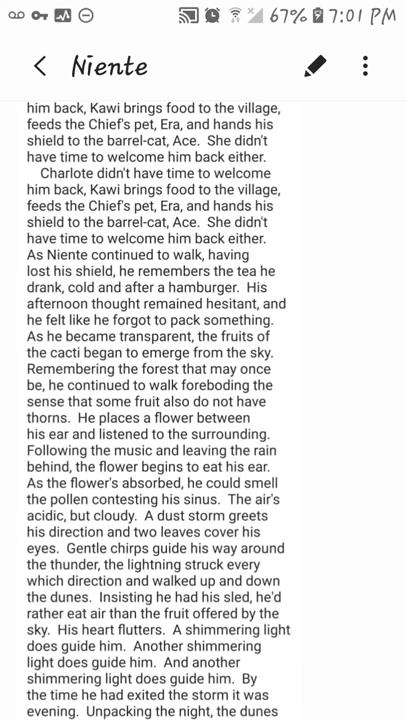 67% 7:01 PM
Niente
him back, Kawi brings food to the village,
feeds the Chief's pet, Era, and hands his
shield to the barrel-cat, Ace.  She didn't
have time to welcome him back either.
Charlote didn't have time to welcome
him back, Kawi brings food to the village,
feeds the Chief's pet, Era, and hands his
shield to the barrel-cat, Ace.  She didn't
have time to welcome him back either.
As Niente continued to walk, having
lost his shield, he remembers the tea he
drank, cold and after a hamburger.  His
afternoon thought remained hesitant, and
he felt like he forgot to pack something.
As he became transparent, the fruits of
the cacti began to emerge from the sky.
Remembering the forest that may once
be, he continued to walk foreboding the
sense that some fruit also do not have
thorns.  He places a flower between
his ear and listened to the surrounding.
Following the music and leaving the rain
behind, the flower begins to eat his ear.
As the flower's absorbed, he could smell
the pollen contesting his sinus.  The air's
acidic, but cloudy.  A dust storm greets
his direction and two leaves cover his
eyes.  Gentle chirps guide his way around
the thunder, the lightning struck every
which direction and walked up and down
the dunes.  Insisting he had his sled, he'd
rather eat air than the fruit offered by the
sky.  His heart flutters.  A shimmering light
does guide him.  Another shimmering
light does guide him.  And another
shimmering light does guide him.  By
the time he had exited the storm it was
evening.  Unpacking the night, the dunes